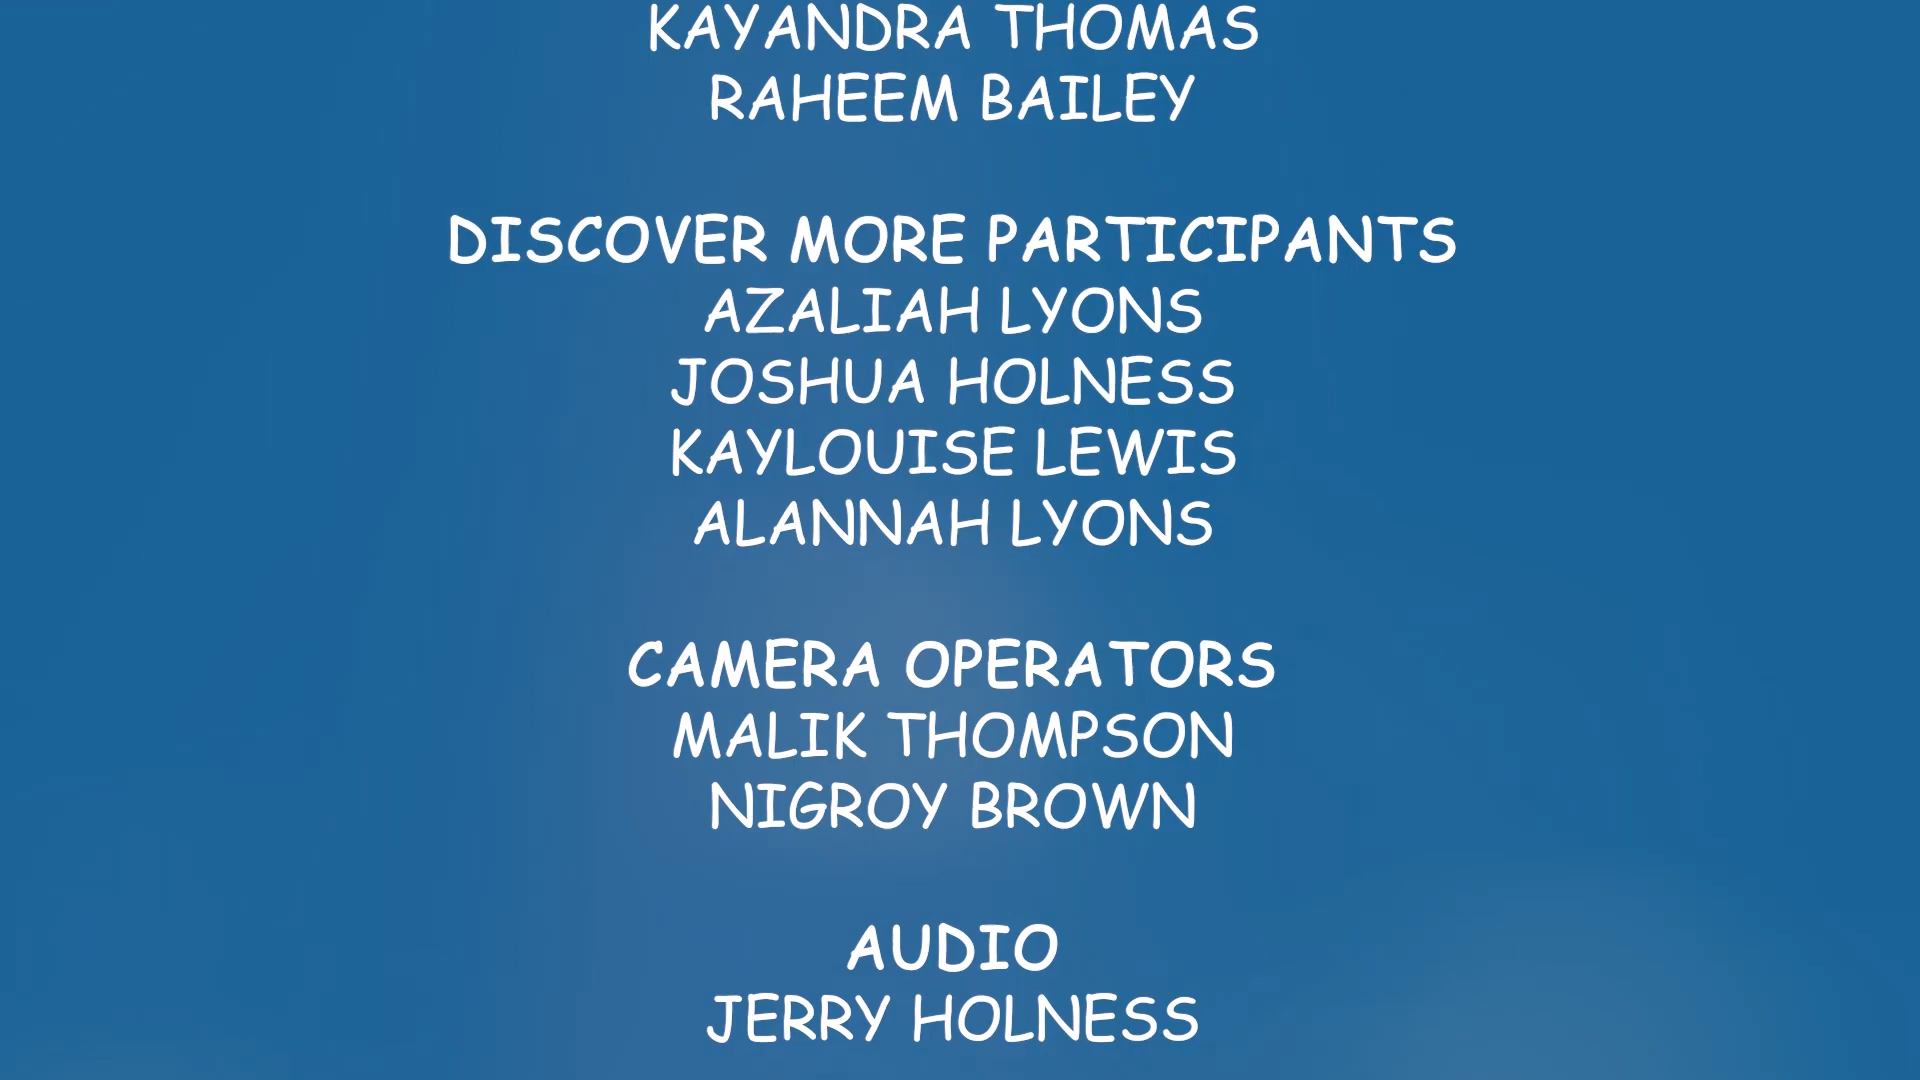 KAYANDRA THOMAS
RAHEEM BAILEY
DISCOVER MORE PARTICIPANTS
AZALIAH LYONS
JOSHUA HOLNESS
KAYLOUISE LEWIS
ALANNAH LYONS
CAMERA OPERATORS
MALIK THOMPSON
NIGROY BROWN
AUDIO
JERRY HOLNESS